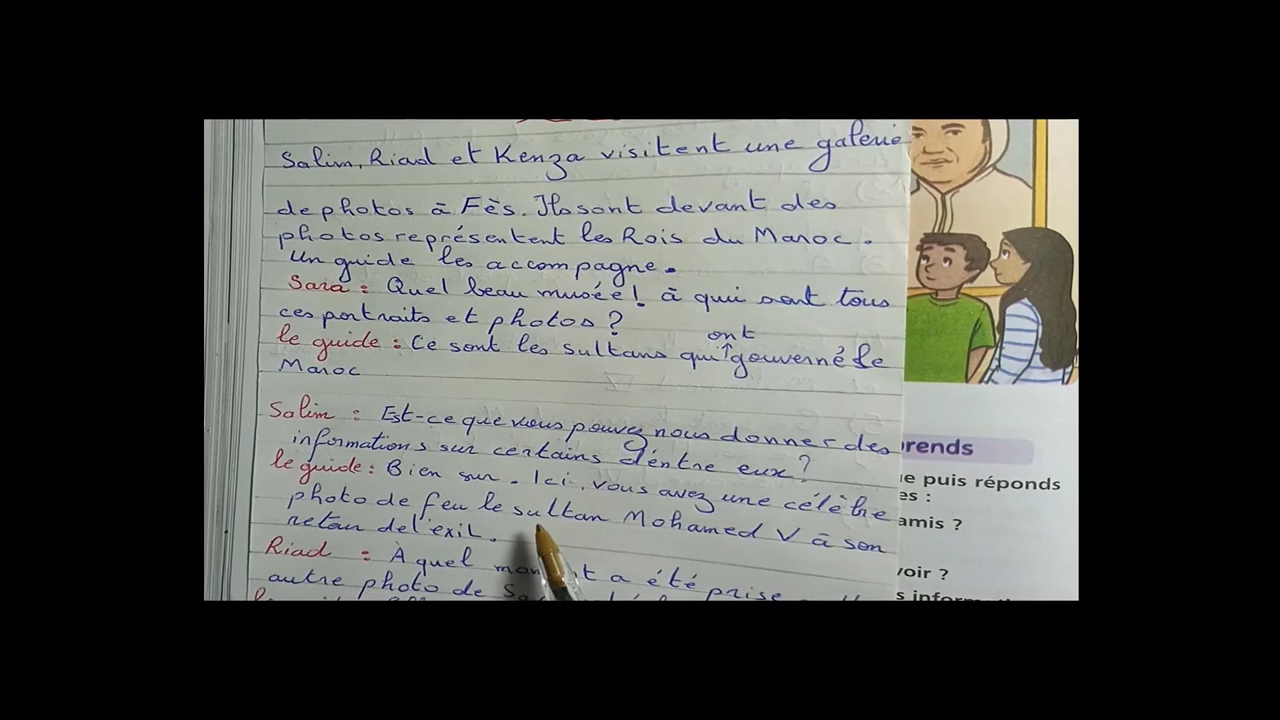 Salim, Riad et Kenza visitent une galerie
de photos à Fès. Ils sont devant des
photos représentent les Rois du Maroc.
Un guide les accompagne.
Sara : Quel beau musée! à qui sont tous
ces portraits et photos ?
ont
le guide : Ce sont les sultans qui gouverné le
Maroc
Salim : Est-ce que vous pouvez nous donner des
informations sur certains d'entre eux ?
le guide : Bien sur. Ici, vous avez une célèbre
photo de feu le sultan Mohamed V à son
retour de l'exil.
Riad : À quel a été prise
autre photo de
rends
puis réponds
es :
amis ?
voir ?